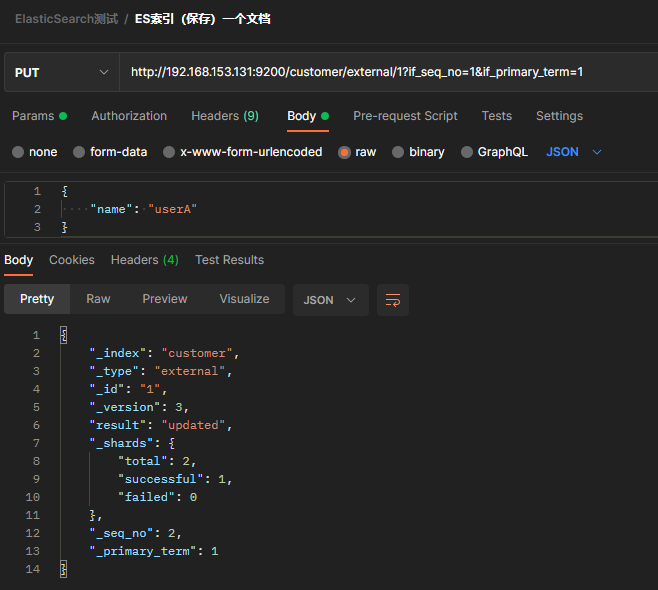 ElasticSearch测试 / ES索引（保存）一个文档
PUT http://192.168.153.131:9200/customer/external/1?if_seq_no=1&if_primary_term=1
Params Authorization Headers (9) Body Pre-request Script Tests Settings
none form-data x-www-form-urlencoded raw binary GraphQL JSON
1 {
2 "name": "userA"
3 }
Body Cookies Headers (4) Test Results
Pretty Raw Preview Visualize JSON
1 {
2 "_index": "customer",
3 "_type": "external",
4 "_id": "1",
5 "_version": 3,
6 "result": "updated",
7 "_shards": {
8 "total": 2,
9 "successful": 1,
10 "failed": 0
11 },
12 "_seq_no": 2,
13 "_primary_term": 1
14 }